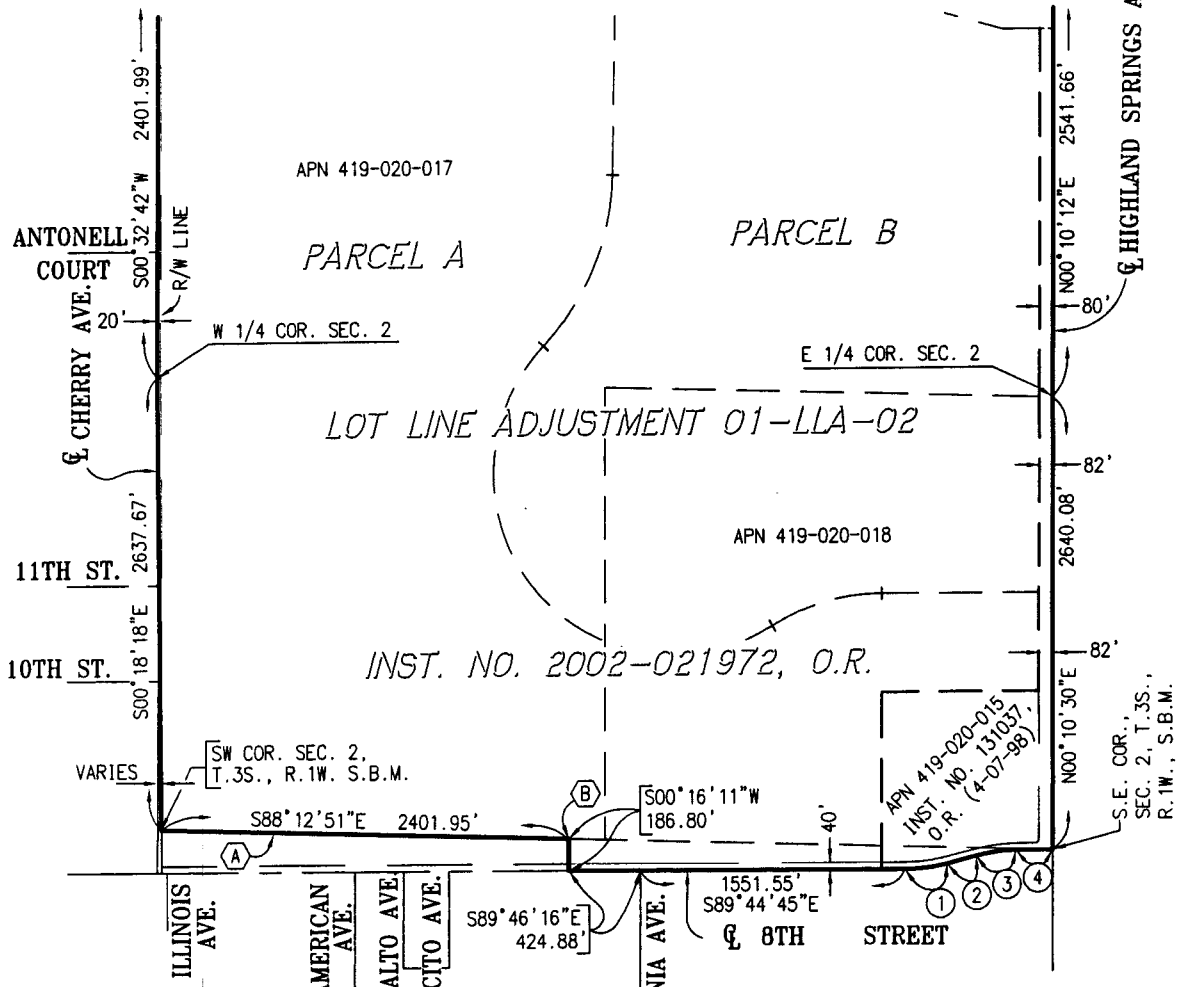 2401.99'
S00°32'42"W
R/W LINE
ANTONELL
COURT
20'
℄ CHERRY AVE.
W 1/4 COR. SEC. 2
APN 419-020-017
PARCEL A
PARCEL B
2541.66'
N00°10'12"E
℄ HIGHLAND SPRINGS
80'
E 1/4 COR. SEC. 2
LOT LINE ADJUSTMENT 01-LLA-02
82'
2637.67'
2640.08'
APN 419-020-018
11TH ST.
S00°18'18"E
10TH ST.
INST. NO. 2002-021972, O.R.
82'
N00°10'30"E
APN 419-020-015
INST. NO. 131037,
O.R. (4-07-98)
S.E. COR.,
SEC. 2, T.3S.,
R.1W., S.B.M.
SW COR. SEC. 2,
T.3S., R.1W. S.B.M.
VARIES
S88°12'51"E 2401.95'
A
B
S00°16'11"W
186.80'
40'
1551.55'
S89°44'45"E
1
2
3
4
S89°46'16"E
424.88'
℄ 8TH STREET
ILLINOIS
AVE.
AMERICAN
AVE.
ALTO AVE.
CITO AVE.
NIA AVE.